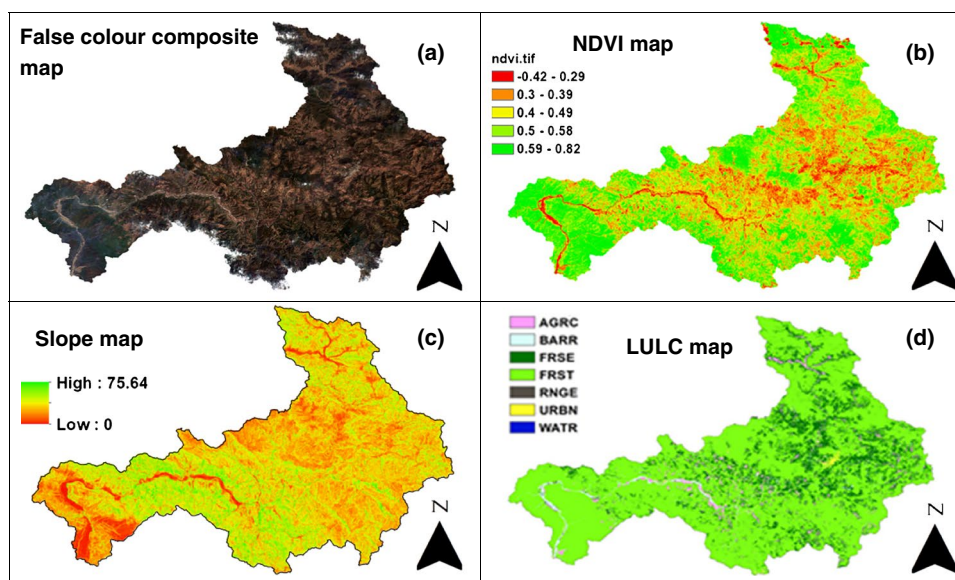 False colour composite
map
(a)
N
NDVI map
(b)
ndvi.tif
-0.42 - 0.29
0.3 - 0.39
0.4 - 0.49
0.5 - 0.58
0.59 - 0.82
N
Slope map
(c)
High : 75.64
Low : 0
N
LULC map
(d)
AGRC
BARR
FRSE
FRST
RNGE
URBN
WATR
N